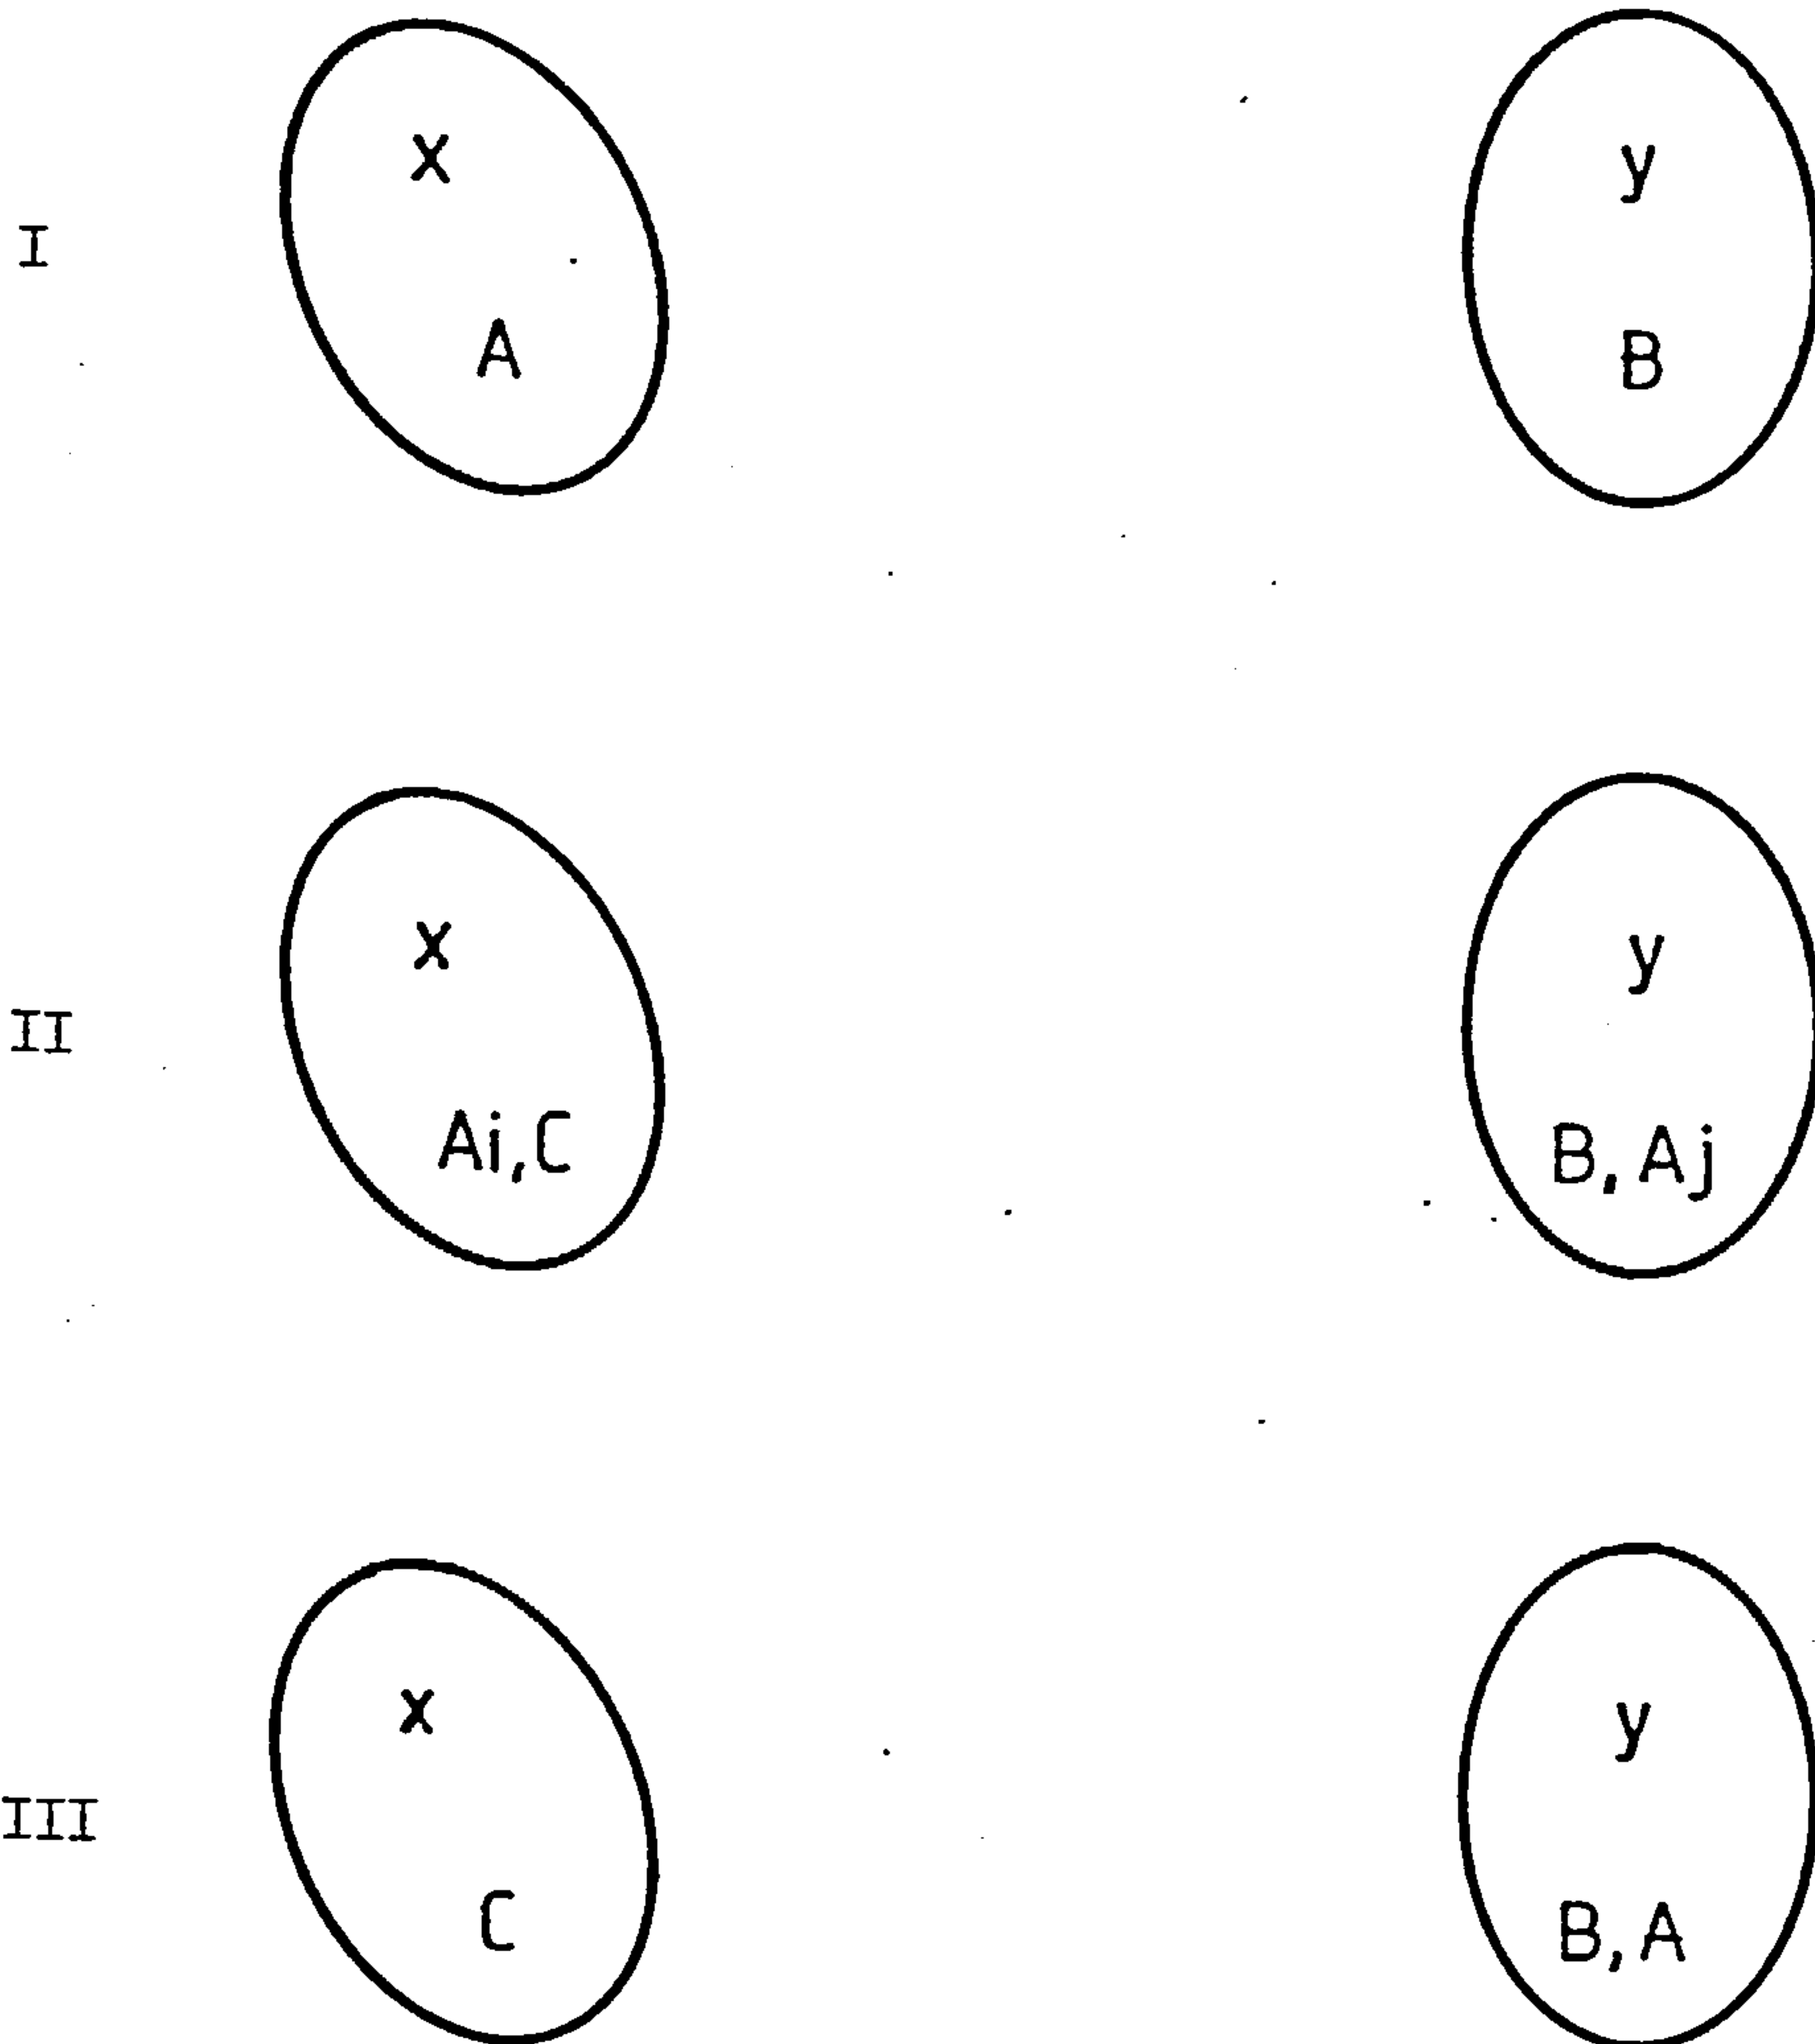 x y
I
A B
x y
II
Ai,C B,Aj
x y
III
C B,A